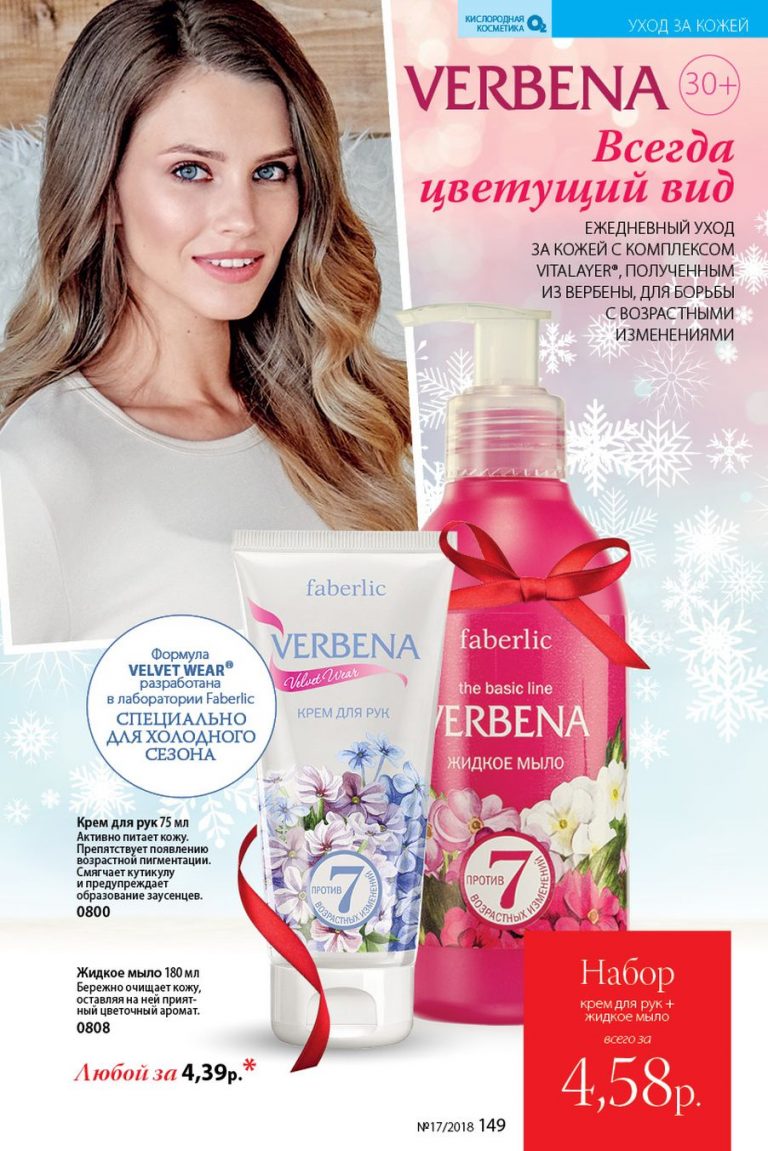 КИСЛОРОДНАЯ
КОСМЕТИКА O2
УХОД ЗА КОЖЕЙ
VERBENA 30+
Всегда
цветущий вид
ЕЖЕДНЕВНЫЙ УХОД
ЗА КОЖЕЙ С КОМПЛЕКСОМ
VITALAYER®, ПОЛУЧЕННЫМ
ИЗ ВЕРБЕНЫ, ДЛЯ БОРЬБЫ
С ВОЗРАСТНЫМИ
ИЗМЕНЕНИЯМИ
faberlic
VERBENA
Velvet Wear
КРЕМ ДЛЯ РУК
ПРОТИВ 7
ВОЗРАСТНЫХ ИЗМЕНЕНИЙ
faberlic
the basic line
VERBENA
ЖИДКОЕ МЫЛО
ПРОТИВ 7
ВОЗРАСТНЫХ ИЗМЕНЕНИЙ
Формула
VELVET WEAR®
разработана
в лаборатории Faberlic
СПЕЦИАЛЬНО
ДЛЯ ХОЛОДНОГО
СЕЗОНА
Крем для рук 75 мл
Активно питает кожу.
Препятствует появлению
возрастной пигментации.
Смягчает кутикулу
и предупреждает
образование заусенцев.
0800
Жидкое мыло 180 мл
Бережно очищает кожу,
оставляя на ней прият-
ный цветочный аромат.
0808
Любой за 4,39р.*
Набор
крем для рук +
жидкое мыло
всего за
4,58р.
№17/2018 149